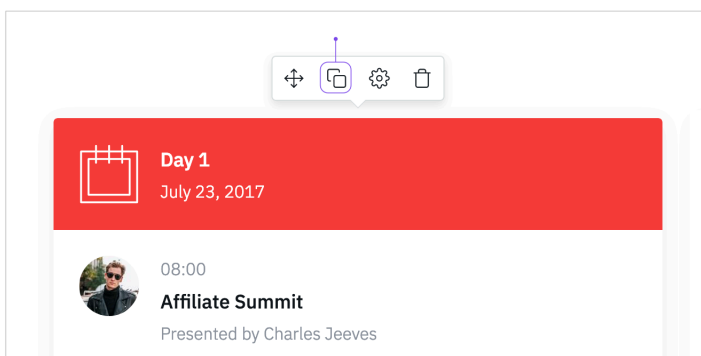 Day 1
July 23, 2017
08:00
Affiliate Summit
Presented by Charles Jeeves